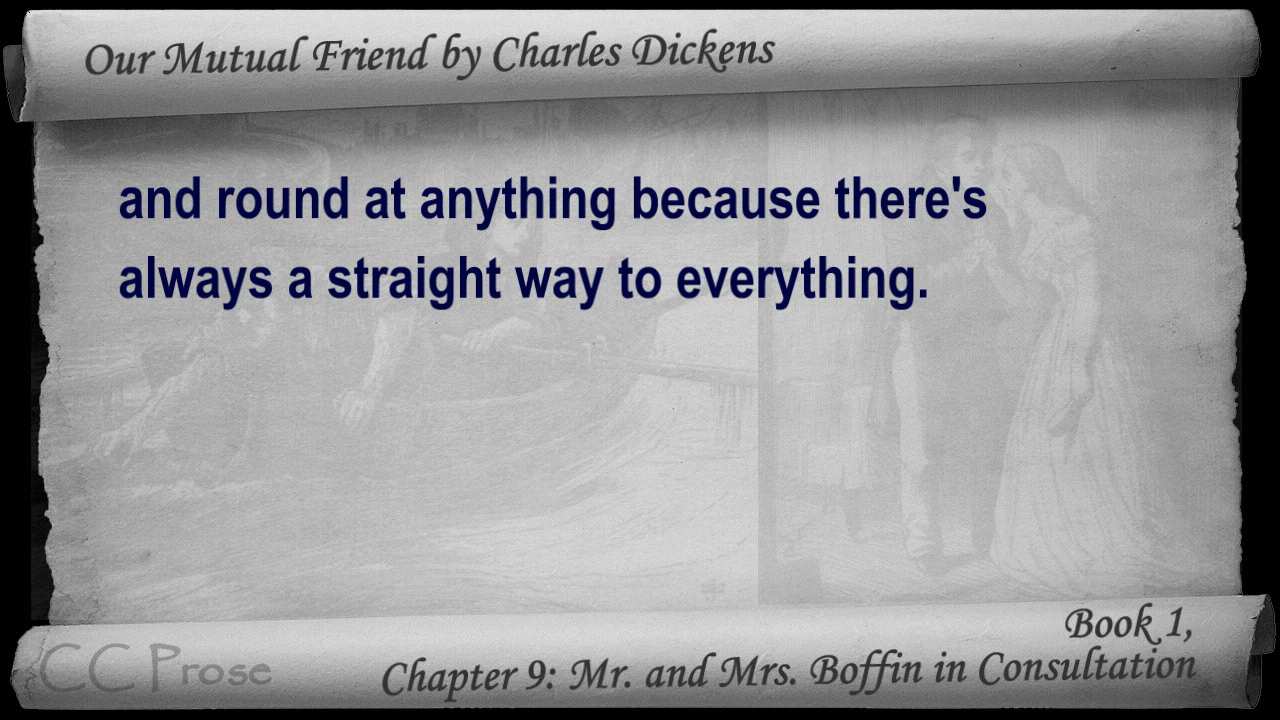 Our Mutual Friend by Charles Dickens
and round at anything because there's
always a straight way to everything.
Book 1,
Chapter 9: Mr. and Mrs. Boffin in Consultation
CC Prose